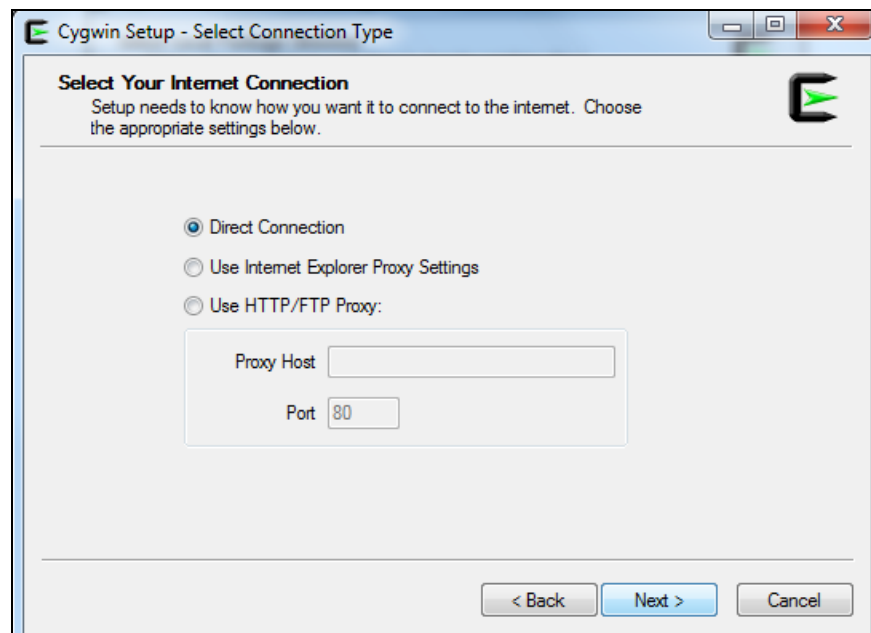 Cygwin Setup - Select Connection Type
Select Your Internet Connection
Setup needs to know how you want it to connect to the internet. Choose
the appropriate settings below.
Direct Connection
Use Internet Explorer Proxy Settings
Use HTTP/FTP Proxy:
Proxy Host
Port 80
< Back Next > Cancel